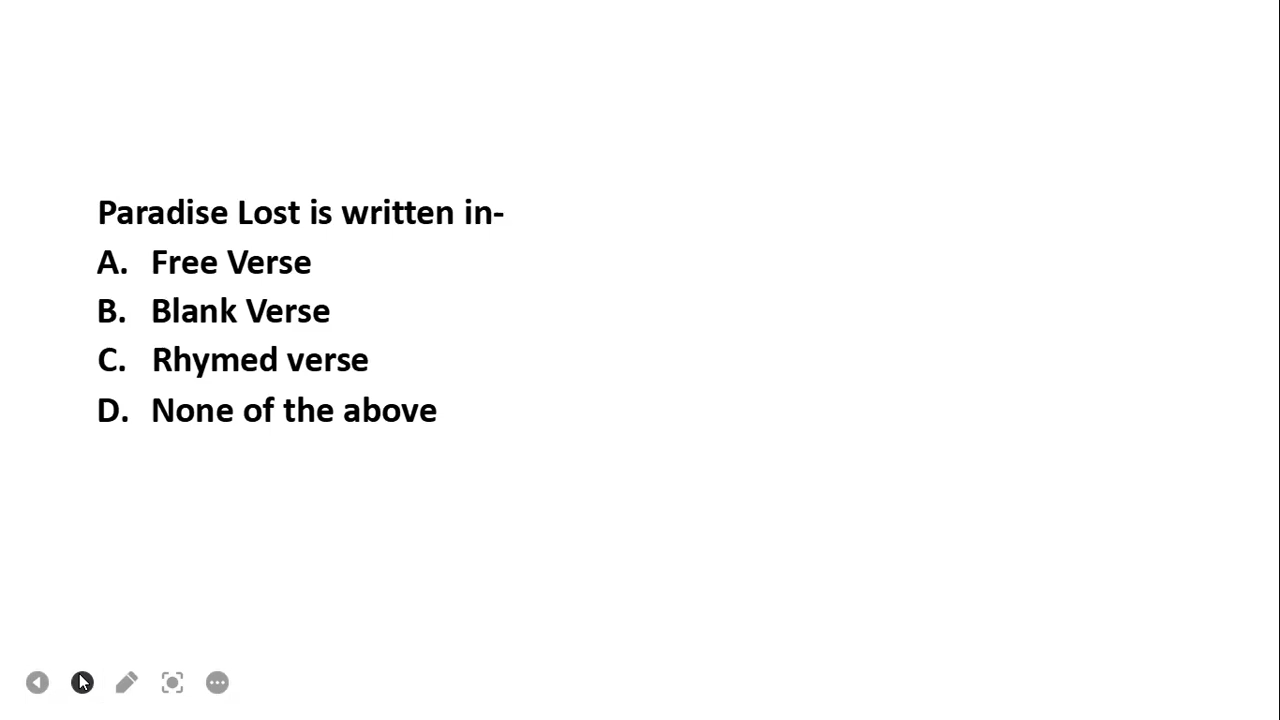 Paradise Lost is written in-
A. Free Verse
B. Blank Verse
C. Rhymed verse
D. None of the above